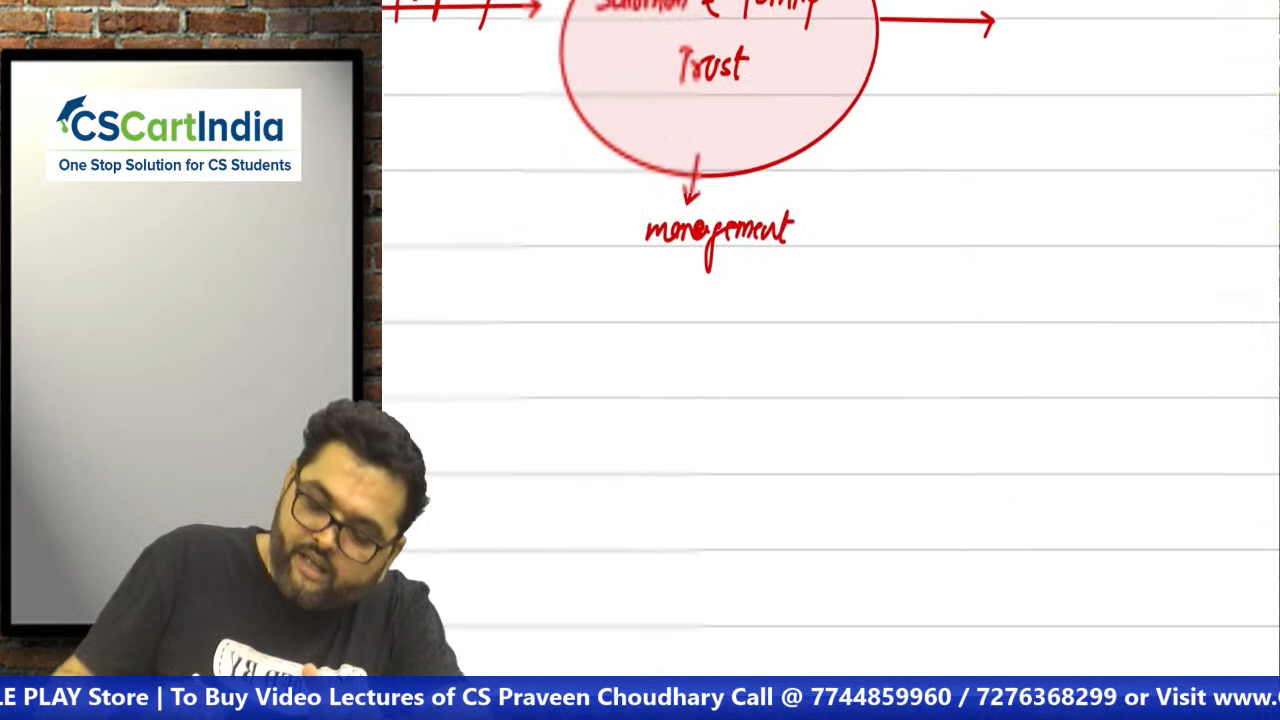 Trust
management
CSCartIndia
One Stop Solution for CS Students
LE PLAY Store | To Buy Video Lectures of CS Praveen Choudhary Call @ 7744859960 / 7276368299 or Visit www.